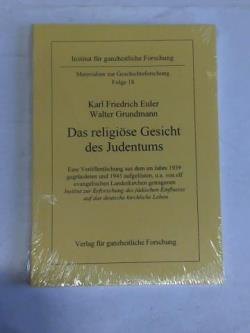 Institut für ganzheitliche Forschung
Materialien zur Geschichtsforschung
Folge 18
Karl Friedrich Euler
Walter Grundmann
Das religiöse Gesicht
des Judentums
Eine Veröffentlichung aus dem im Jahre 1939
gegründeten und 1945 aufgelösten, u.a. von elf
evangelischen Landeskirchen getragenen
Institut zur Erforschung des jüdischen Einflusses
auf das deutsche kirchliche Leben
Verlag für ganzheitliche Forschung